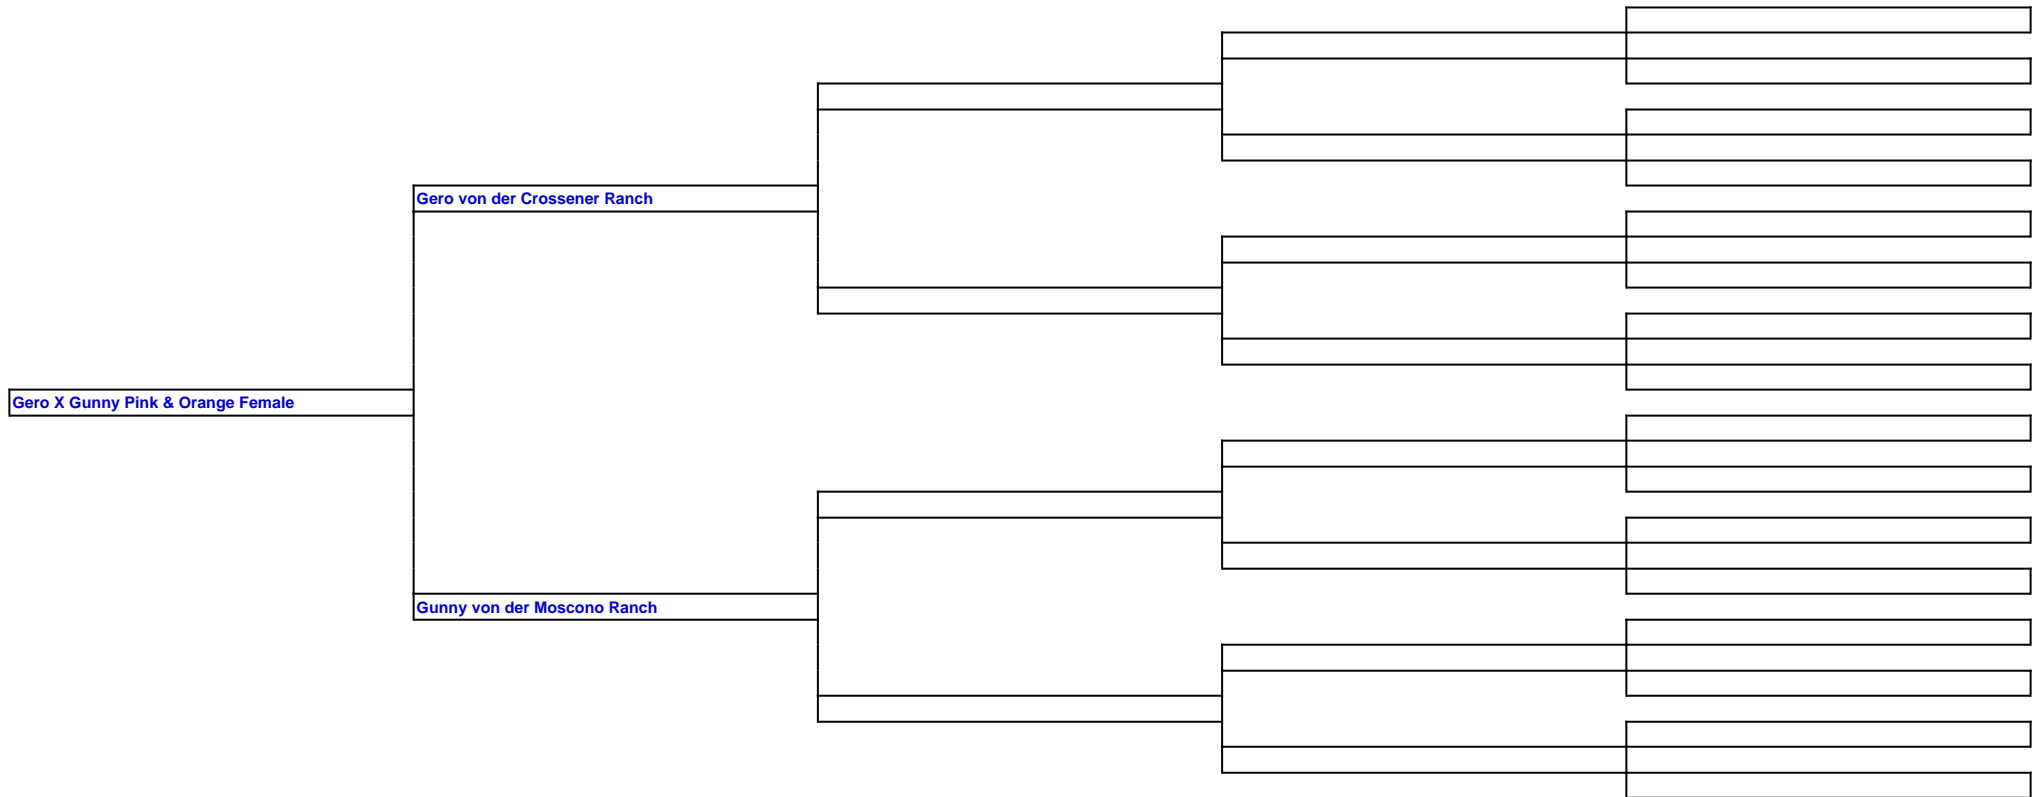 Gero von der Crossener Ranch
Gero X Gunny Pink & Orange Female
Gunny von der Moscono Ranch